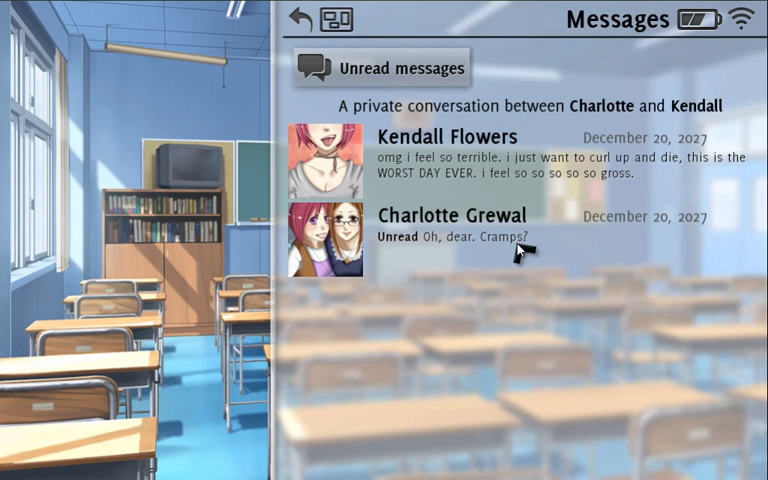 Messages
Unread messages
A private conversation between Charlotte and Kendall
Kendall Flowers
December 20, 2027
omg i feel so terrible. i just want to curl up and die, this is the
WORST DAY EVER. i feel so so so so so gross.
Charlotte Grewal
December 20, 2027
Unread Oh, dear. Cramps?